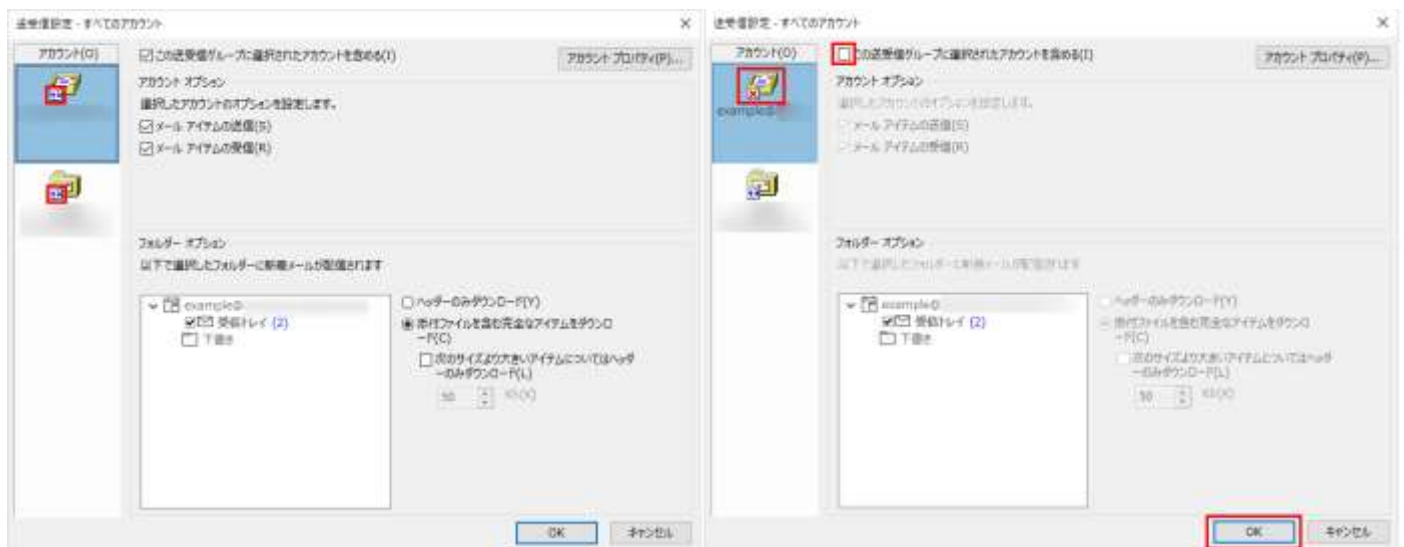 送受信設定 - すべてのアカウント
アカウント(O)
この送受信グループに選択されたアカウントを含める(I)
アカウント プロパティ(P)...
アカウント オプション
選択したアカウントのオプションを設定します。
メール アイテムの送信(S)
メール アイテムの受信(R)
フォルダー オプション
以下で選択したフォルダーに新着メールが配信されます
example@
受信トレイ (2)
下書き
ヘッダーのみダウンロード(Y)
添付ファイルを含む完全なアイテムをダウンロ
ード(C)
次のサイズより大きいアイテムについてはヘッダ
ーのみダウンロード(L)
50
KB(K)
OK
キャンセル
送受信設定 - すべてのアカウント
アカウント(O)
example@
この送受信グループに選択されたアカウントを含める(I)
アカウント プロパティ(P)...
アカウント オプション
選択したアカウントのオプションを設定します。
メール アイテムの送信(S)
メール アイテムの受信(R)
フォルダー オプション
以下で選択したフォルダーに新着メールが配信されます
example@
受信トレイ (2)
下書き
ヘッダーのみダウンロード(Y)
添付ファイルを含む完全なアイテムをダウンロ
ード(C)
次のサイズより大きいアイテムについてはヘッダ
ーのみダウンロード(L)
50
KB(K)
OK
キャンセル